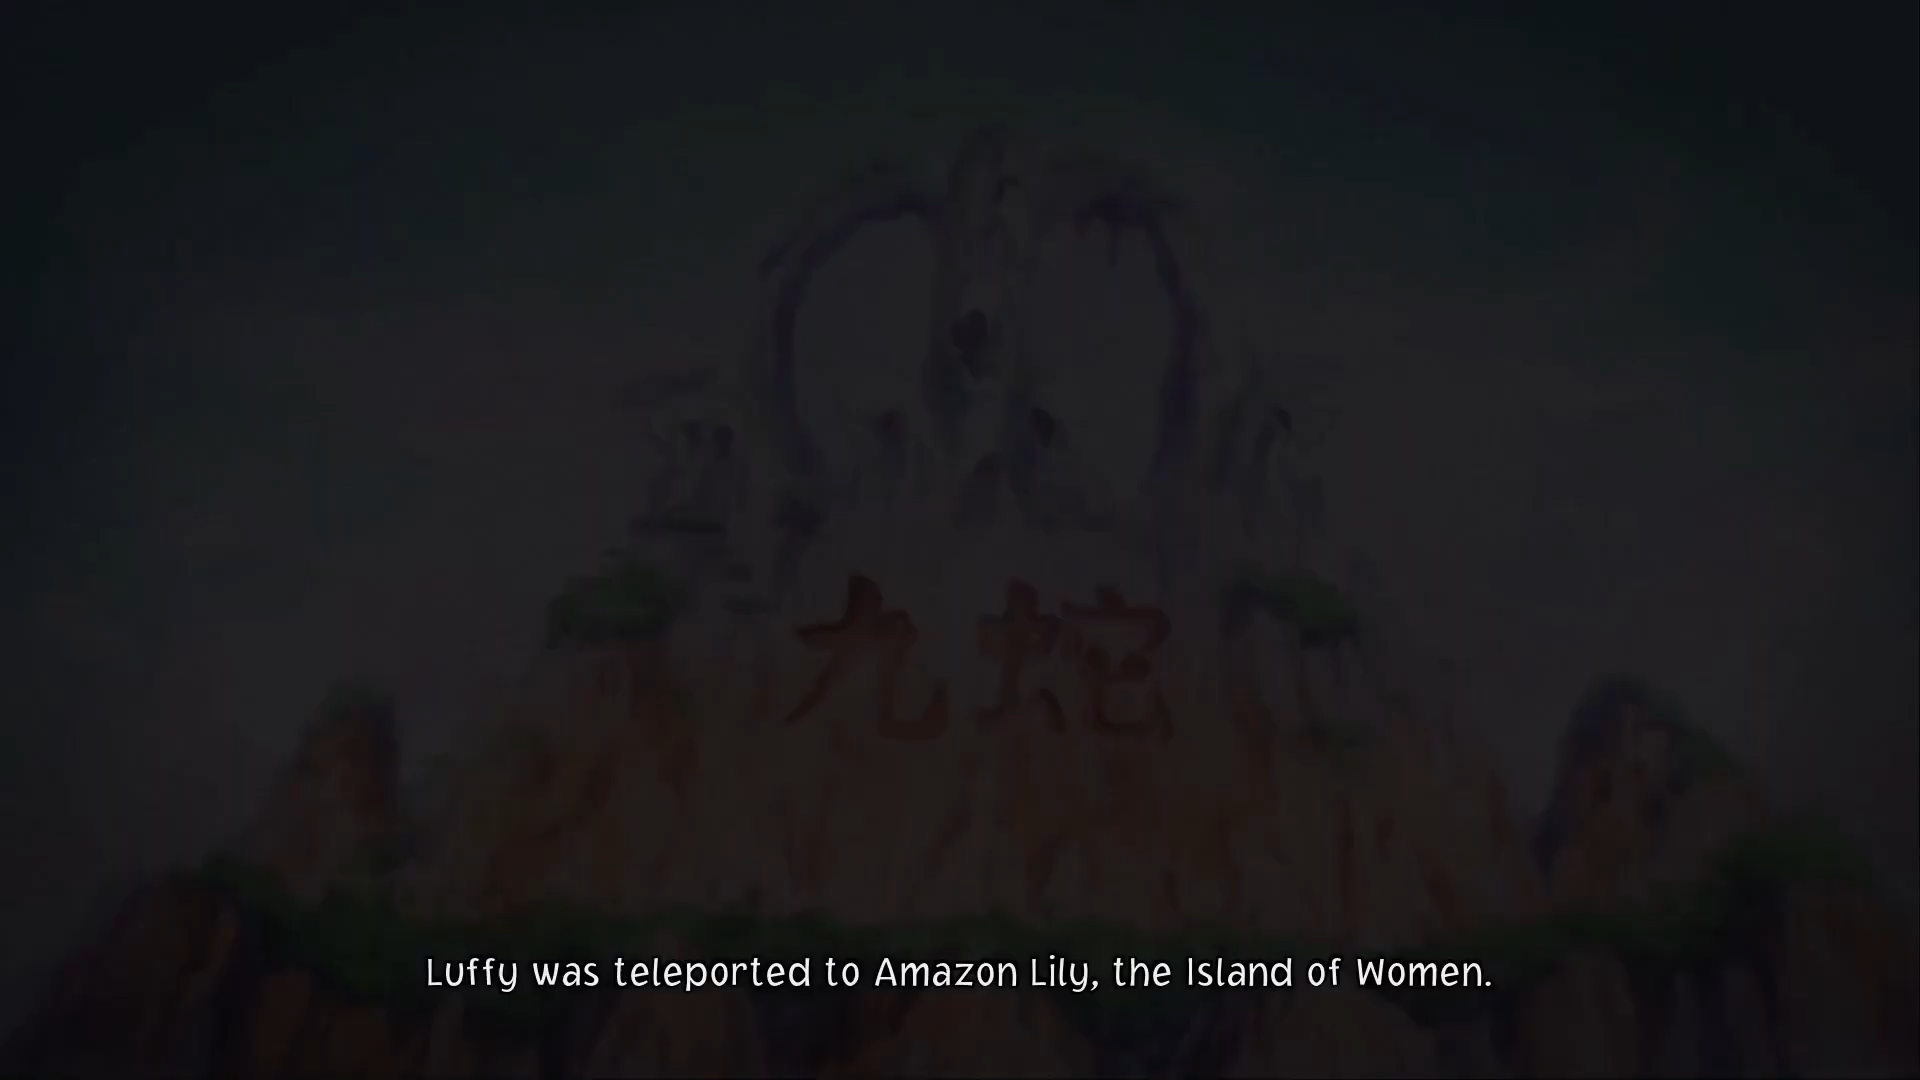 九蛇
Luffy was teleported to Amazon Lily, the Island of Women.